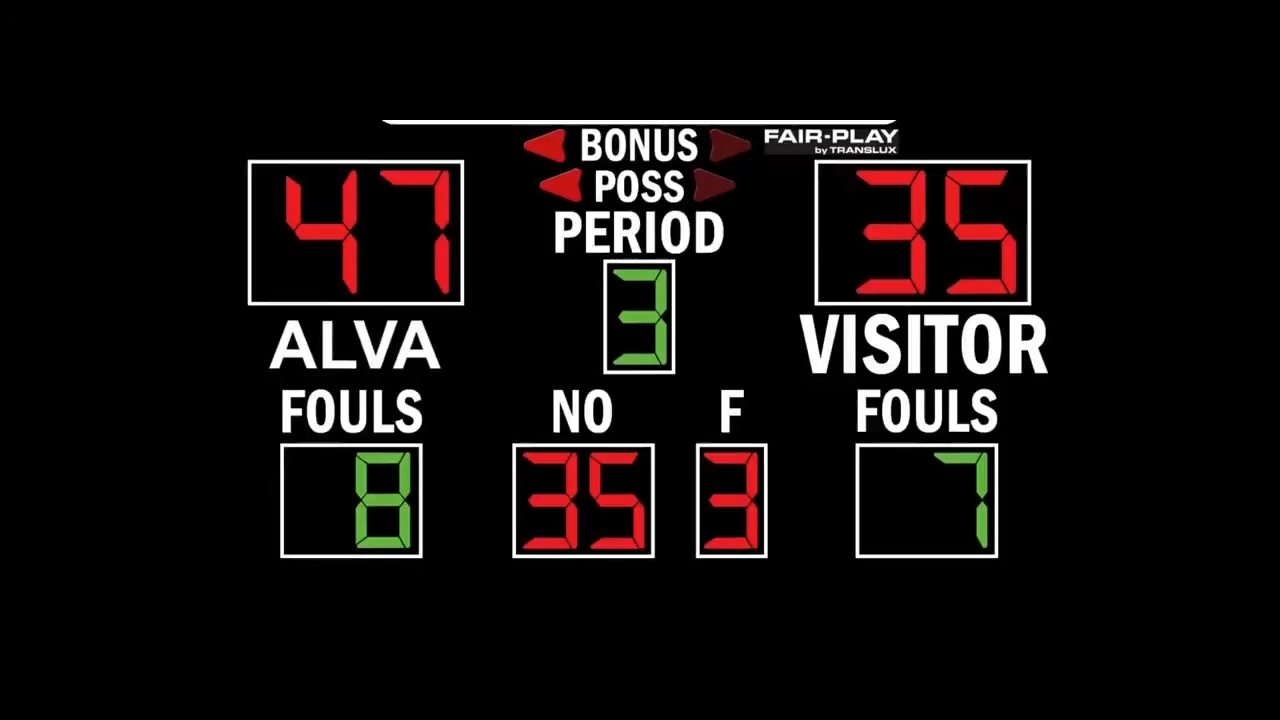 BONUS
FAIR-PLAY
by TRANSLUX
POSS
47
35
PERIOD
3
ALVA
VISITOR
FOULS
NO
F
FOULS
8
35
3
7